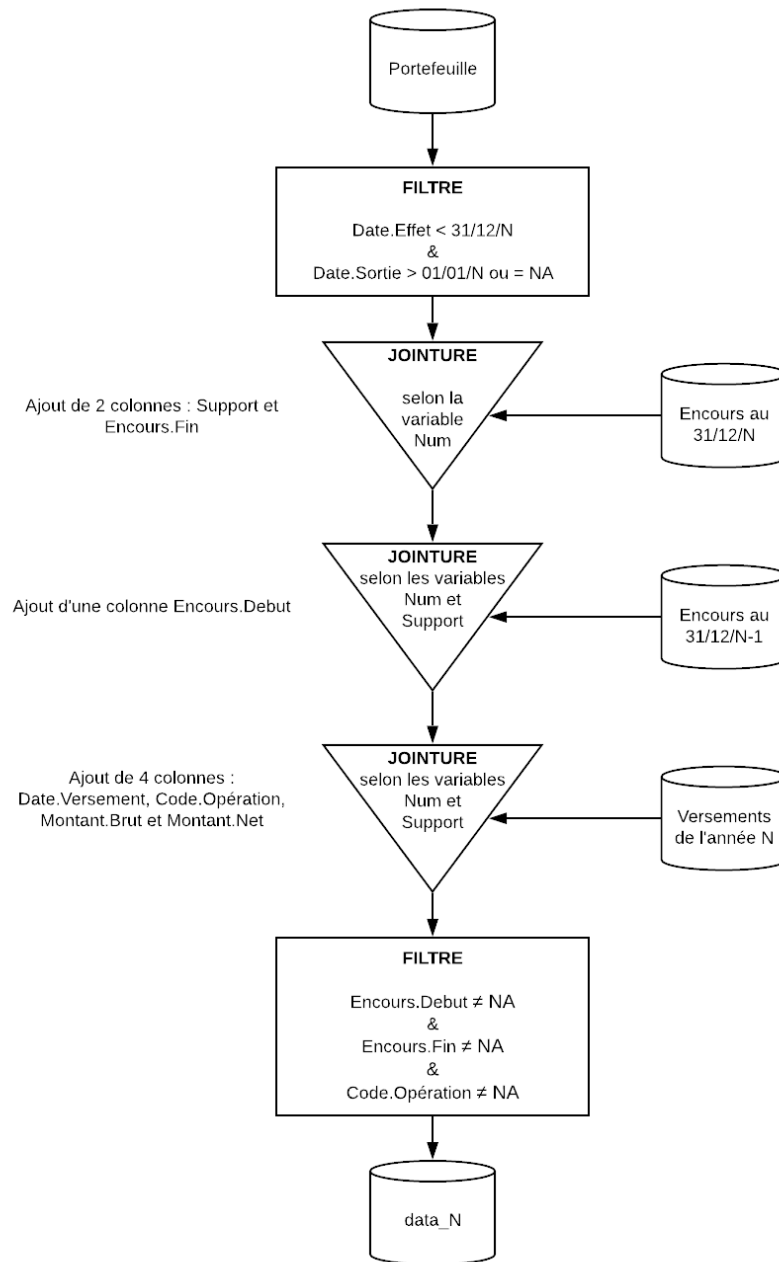 Portefeuille
FILTRE
Date.Effet < 31/12/N
&
Date.Sortie > 01/01/N ou = NA
JOINTURE
selon la
variable
Num
Ajout de 2 colonnes : Support et
Encours.Fin
Encours au
31/12/N
JOINTURE
selon les variables
Num et
Support
Ajout d'une colonne Encours.Debut
Encours au
31/12/N-1
JOINTURE
selon les variables
Num et
Support
Ajout de 4 colonnes :
Date.Versement, Code.Opération,
Montant.Brut et Montant.Net
Versements
de l'année N
FILTRE
Encours.Debut ≠ NA
&
Encours.Fin ≠ NA
&
Code.Opération ≠ NA
data_N